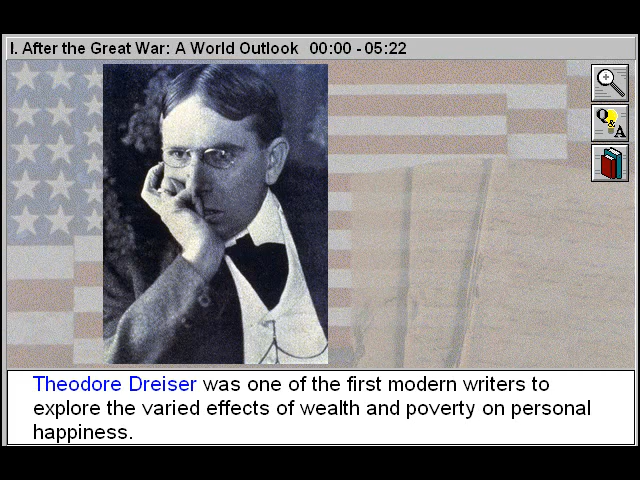 I. After the Great War: A World Outlook 00:00 - 05:22
Q&A
Theodore Dreiser was one of the first modern writers to
explore the varied effects of wealth and poverty on personal
happiness.